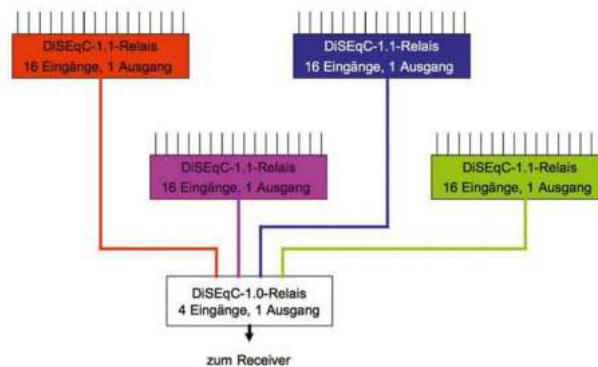 DiSEqC-1.1-Relais
16 Eingänge, 1 Ausgang
DiSEqC-1.1-Relais
16 Eingänge, 1 Ausgang
DiSEqC-1.1-Relais
16 Eingänge, 1 Ausgang
DiSEqC-1.1-Relais
16 Eingänge, 1 Ausgang
DiSEqC-1.0-Relais
4 Eingänge, 1 Ausgang
zum Receiver